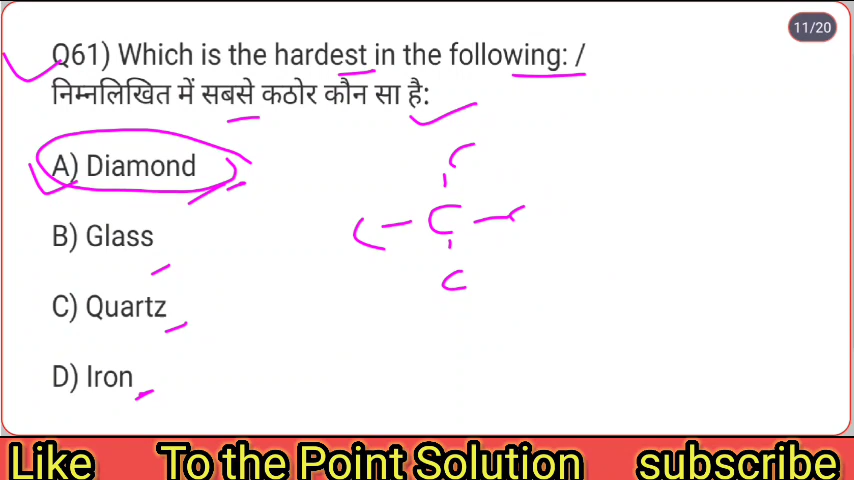 11/20
Q61) Which is the hardest in the following: /
निम्नलिखित में सबसे कठोर कौन सा है:
A) Diamond
B) Glass
C) Quartz
D) Iron
C
C
C
C
Like To the Point Solution subscribe